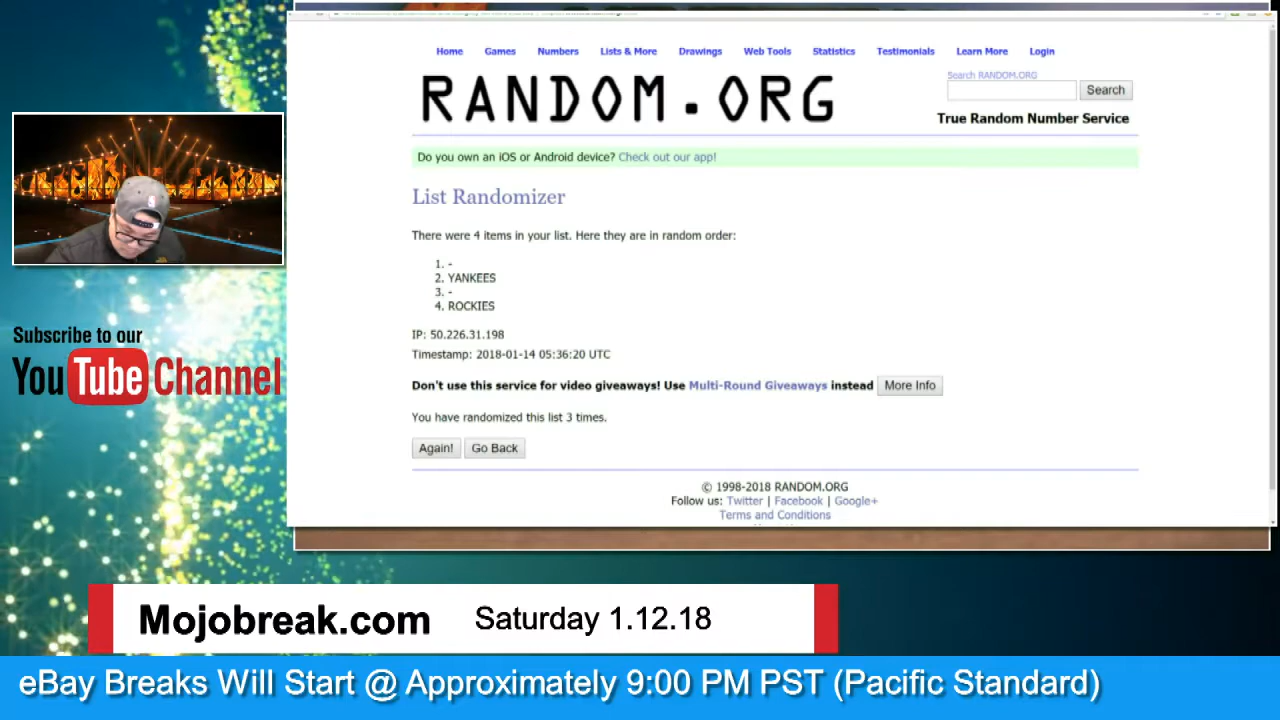 Home Games Numbers Lists & More Drawings Web Tools Statistics Testimonials Learn More Login
RANDOM.ORG
Search RANDOM.ORG
Search
True Random Number Service
Do you own an iOS or Android device? Check out our app!
List Randomizer
There were 4 items in your list. Here they are in random order:
1. -
2. YANKEES
3. -
4. ROCKIES
IP: 50.226.31.198
Timestamp: 2018-01-14 05:36:20 UTC
Don't use this service for video giveaways! Use Multi-Round Giveaways instead More Info
You have randomized this list 3 times.
Again! Go Back
© 1998-2018 RANDOM.ORG
Follow us: Twitter | Facebook | Google+
Terms and Conditions
Subscribe to our
YouTube Channel
Mojobreak.com Saturday 1.12.18
eBay Breaks Will Start @ Approximately 9:00 PM PST (Pacific Standard)